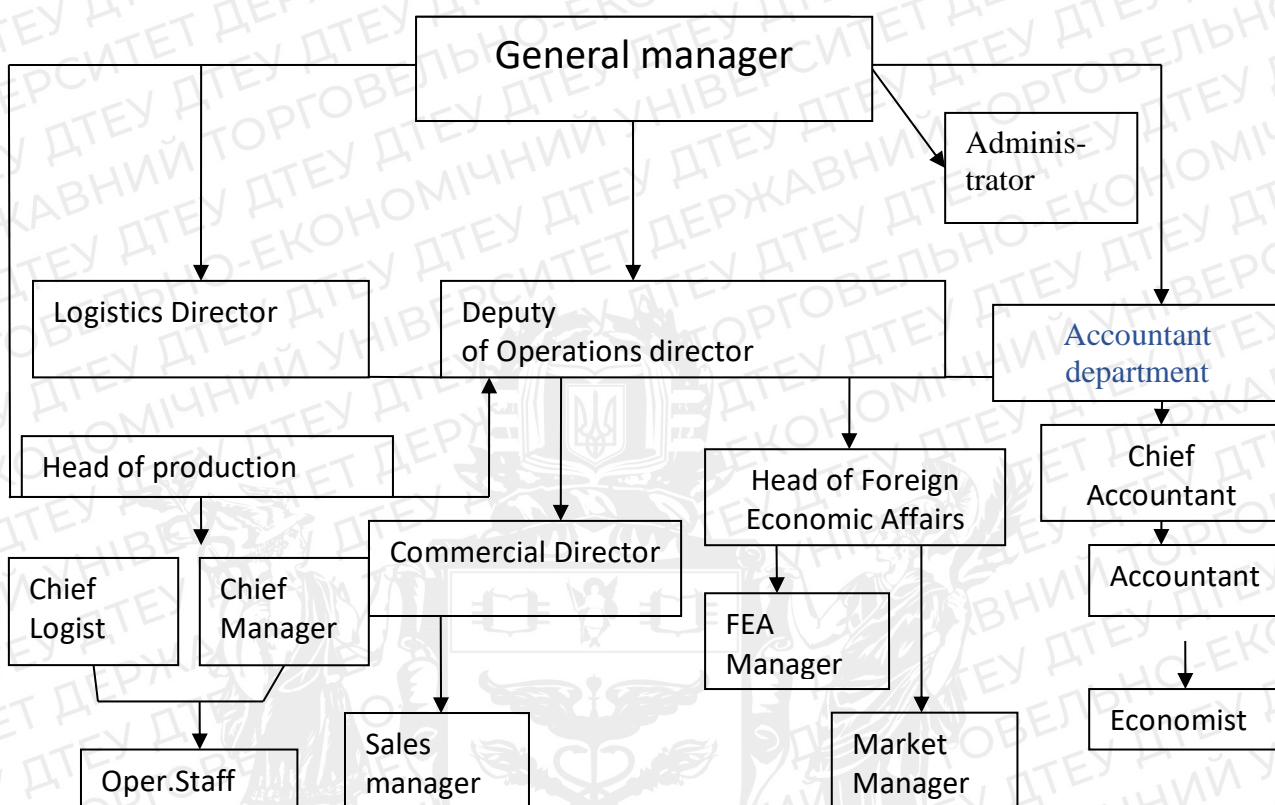 General manager
Adminis-
trator
Logistics Director
Deputy
of Operations director
Accountant
department
Head of production
Head of Foreign
Economic Affairs
Chief
Accountant
Commercial Director
Chief
Logist
Chief
Manager
Accountant
FEA
Manager
Economist
Oper.Staff
Sales
manager
Market
Manager